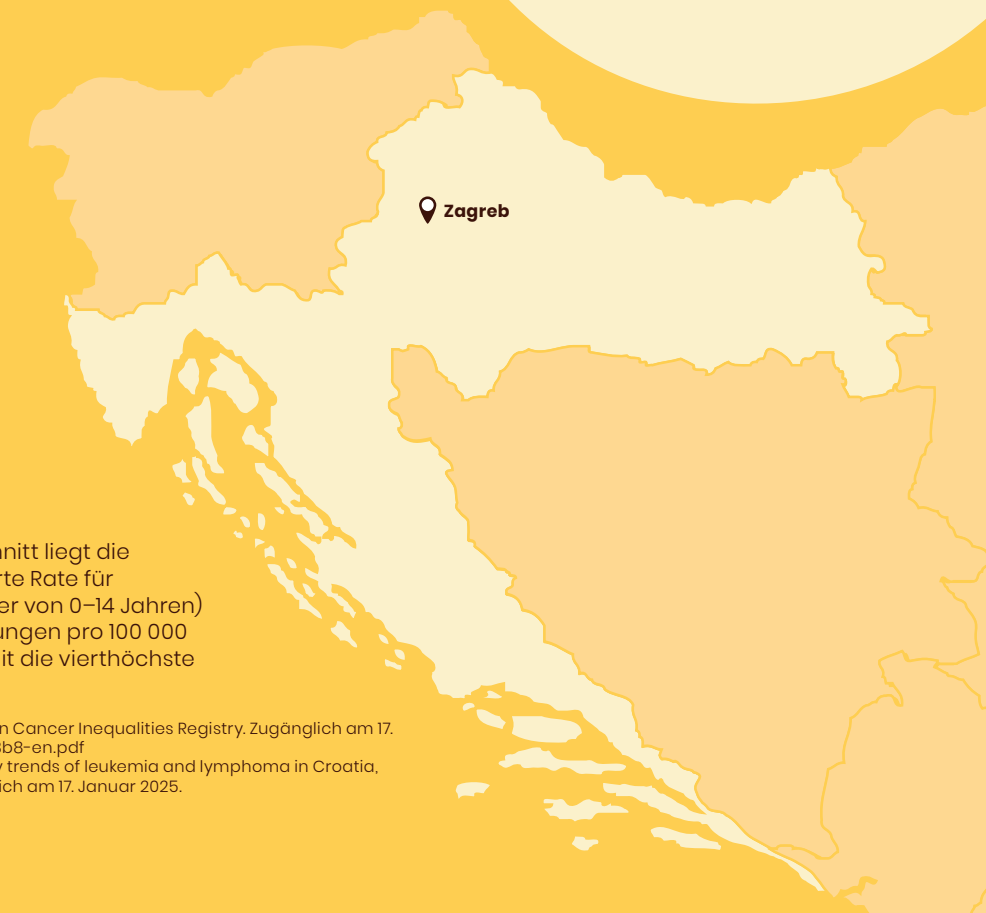 Zagreb
nitt liegt die
rte Rate für
er von 0–14 Jahren)
ungen pro 100 000
it die vierthöchste
n Cancer Inequalities Registry. Zugänglich am 17.
b8-en.pdf
trends of leukemia and lymphoma in Croatia,
ich am 17. Januar 2025.